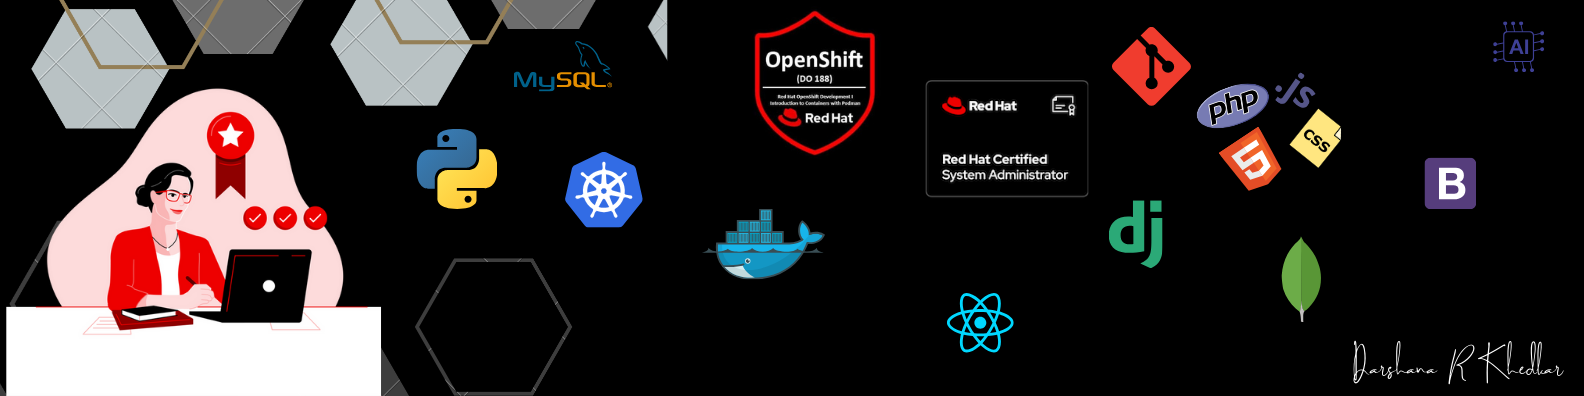 MySQL®
OpenShift
(DO 188)
Red Hat OpenShift Development I
Introduction to Containers with Podman
Red Hat
Red Hat
Red Hat Certified
System Administrator
php
.js
css
5
dj
B
AI
Darshana R Khedkar